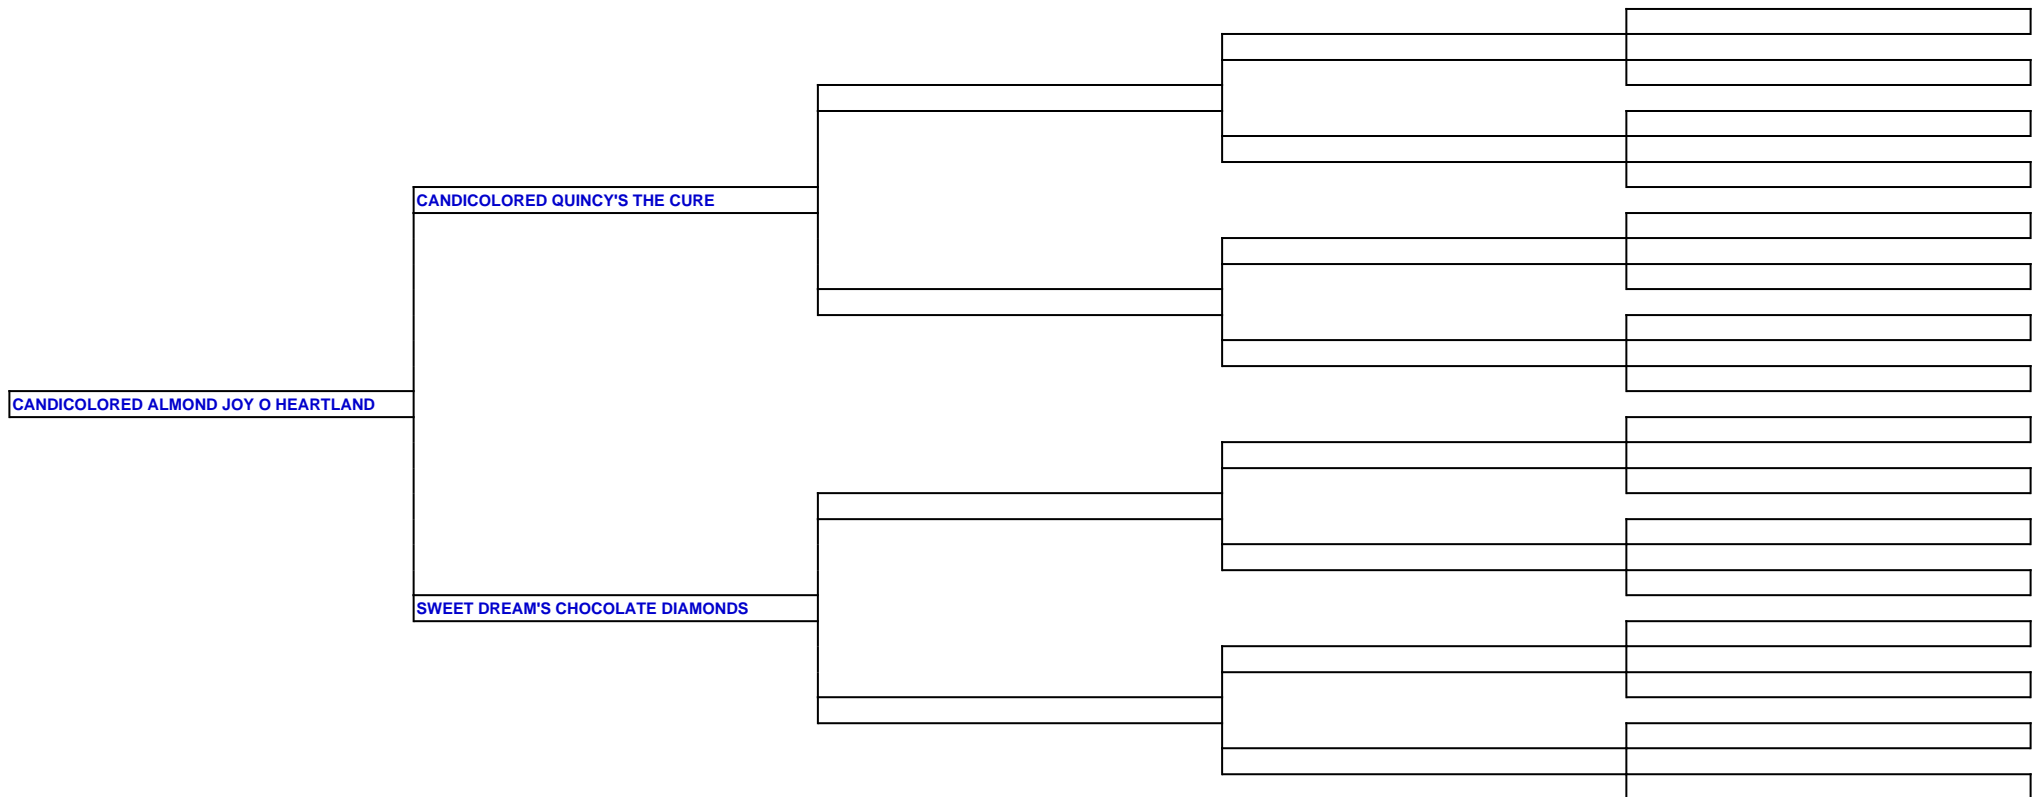 CANDICOLORED QUINCY'S THE CURE
CANDICOLORED ALMOND JOY O HEARTLAND
SWEET DREAM'S CHOCOLATE DIAMONDS